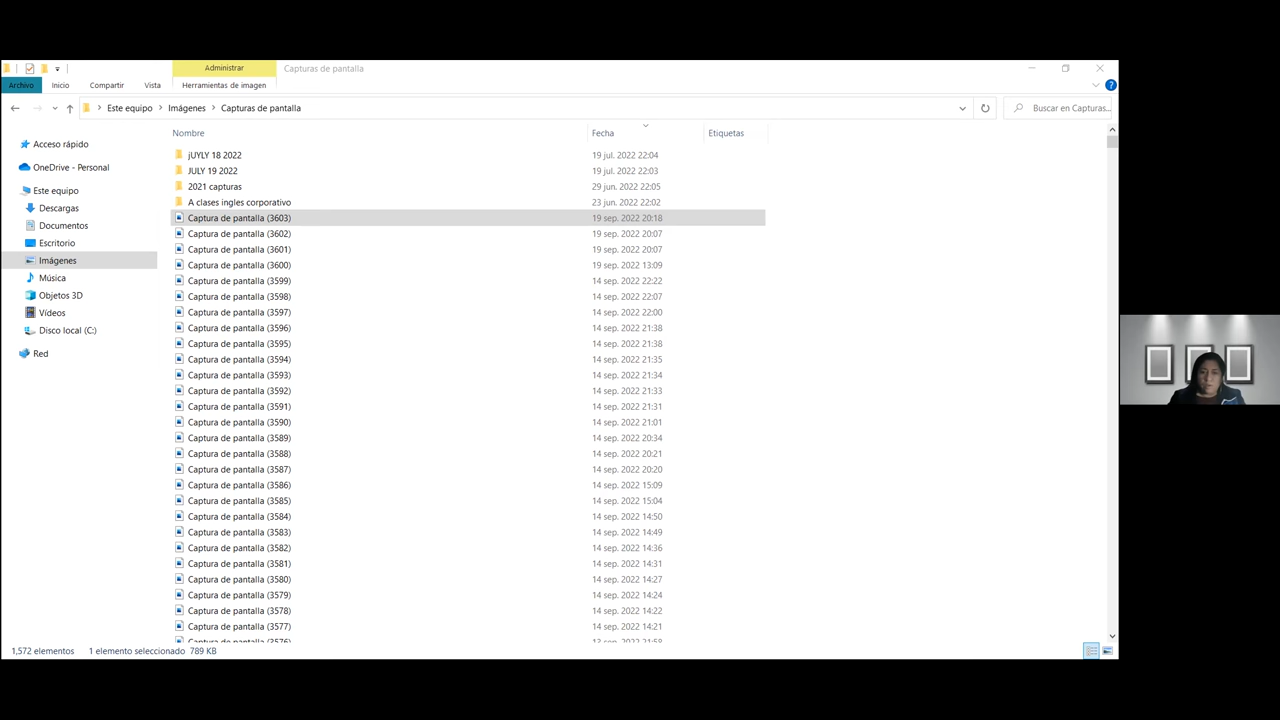 Administrar Capturas de pantalla
Archivo Inicio Compartir Vista Herramientas de imagen
Este equipo Imágenes Capturas de pantalla Buscar en Capturas...
Nombre Fecha Etiquetas
Acceso rápido
OneDrive - Personal
Este equipo
Descargas
Documentos
Escritorio
Imágenes
Música
Objetos 3D
Vídeos
Disco local (C:)
Red
jUYLY 18 2022 19 jul. 2022 22:04
JULY 19 2022 19 jul. 2022 22:03
2021 capturas 29 jun. 2022 22:05
A clases ingles corporativo 23 jun. 2022 22:02
Captura de pantalla (3603) 19 sep. 2022 20:18
Captura de pantalla (3602) 19 sep. 2022 20:07
Captura de pantalla (3601) 19 sep. 2022 20:07
Captura de pantalla (3600) 19 sep. 2022 13:09
Captura de pantalla (3599) 14 sep. 2022 22:22
Captura de pantalla (3598) 14 sep. 2022 22:07
Captura de pantalla (3597) 14 sep. 2022 22:00
Captura de pantalla (3596) 14 sep. 2022 21:38
Captura de pantalla (3595) 14 sep. 2022 21:38
Captura de pantalla (3594) 14 sep. 2022 21:35
Captura de pantalla (3593) 14 sep. 2022 21:34
Captura de pantalla (3592) 14 sep. 2022 21:33
Captura de pantalla (3591) 14 sep. 2022 21:31
Captura de pantalla (3590) 14 sep. 2022 21:01
Captura de pantalla (3589) 14 sep. 2022 20:34
Captura de pantalla (3588) 14 sep. 2022 20:21
Captura de pantalla (3587) 14 sep. 2022 20:20
Captura de pantalla (3586) 14 sep. 2022 15:09
Captura de pantalla (3585) 14 sep. 2022 15:04
Captura de pantalla (3584) 14 sep. 2022 14:50
Captura de pantalla (3583) 14 sep. 2022 14:49
Captura de pantalla (3582) 14 sep. 2022 14:36
Captura de pantalla (3581) 14 sep. 2022 14:31
Captura de pantalla (3580) 14 sep. 2022 14:27
Captura de pantalla (3579) 14 sep. 2022 14:24
Captura de pantalla (3578) 14 sep. 2022 14:22
Captura de pantalla (3577) 14 sep. 2022 14:21
Captura de pantalla (3576) 13 sep. 2022 21:58
1,572 elementos 1 elemento seleccionado 789 KB